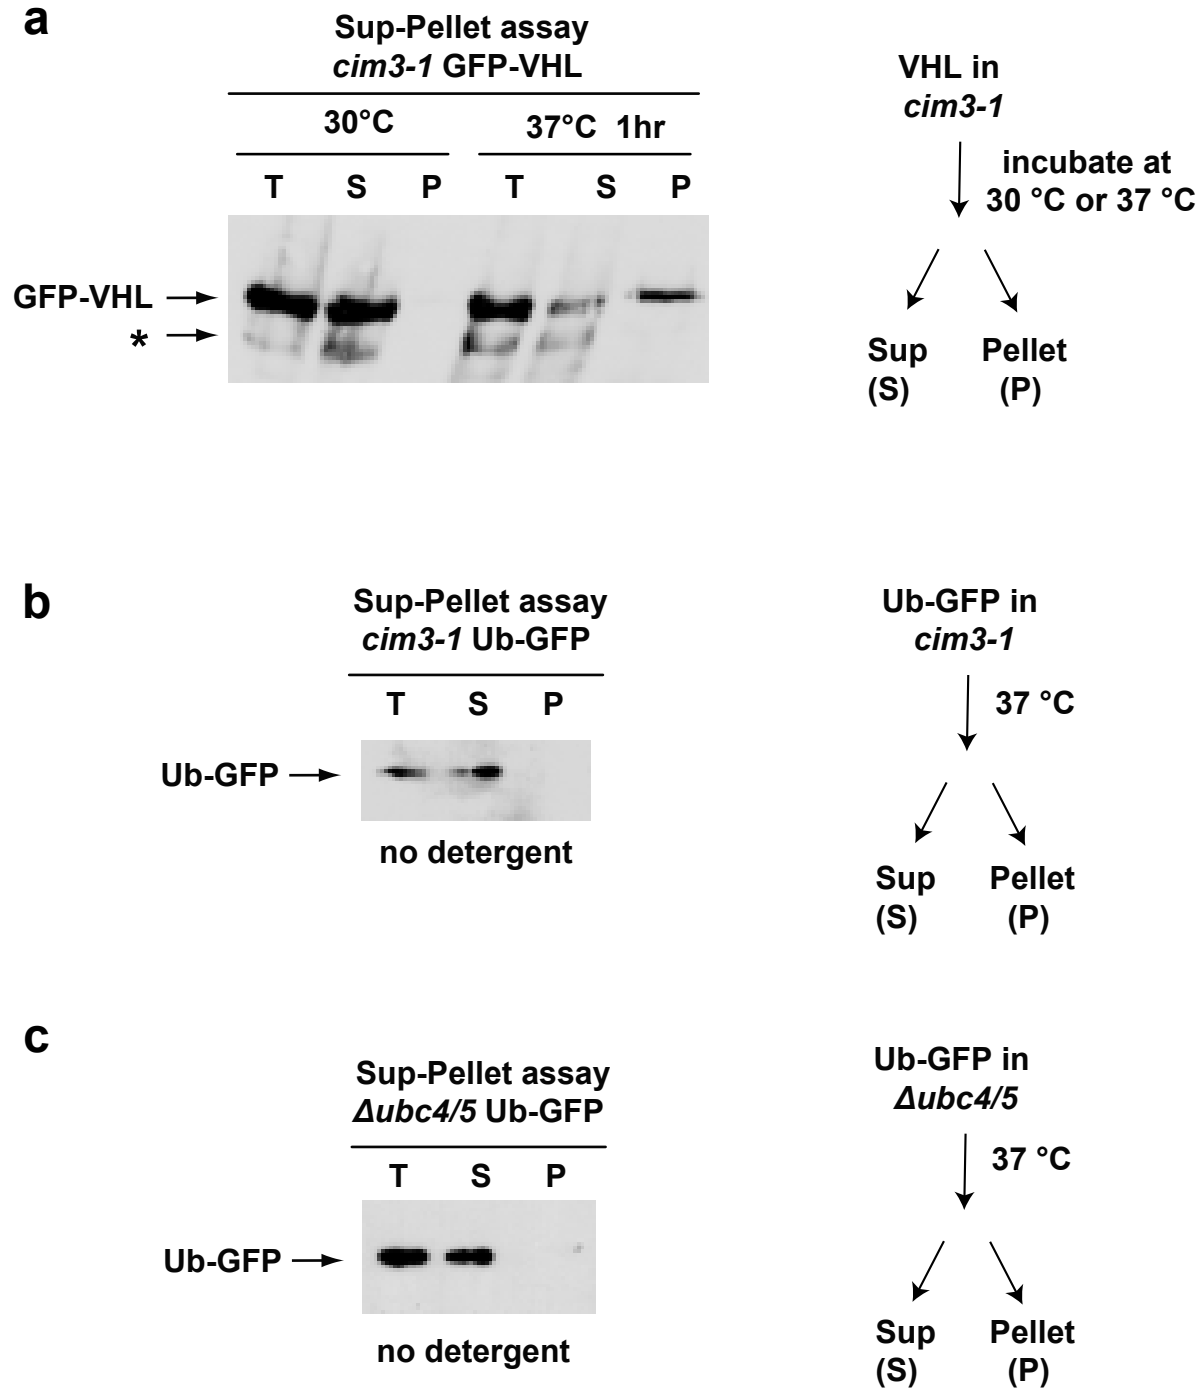 a
Sup-Pellet assay
cim3-1 GFP-VHL
30°C
37°C 1hr
T S P T S P
GFP-VHL
*
VHL in
cim3-1
incubate at
30 °C or 37 °C
Sup Pellet
(S) (P)
b
Sup-Pellet assay
cim3-1 Ub-GFP
T S P
Ub-GFP
no detergent
Ub-GFP in
cim3-1
37 °C
Sup Pellet
(S) (P)
c
Sup-Pellet assay
Δubc4/5 Ub-GFP
T S P
Ub-GFP
no detergent
Ub-GFP in
Δubc4/5
37 °C
Sup Pellet
(S) (P)